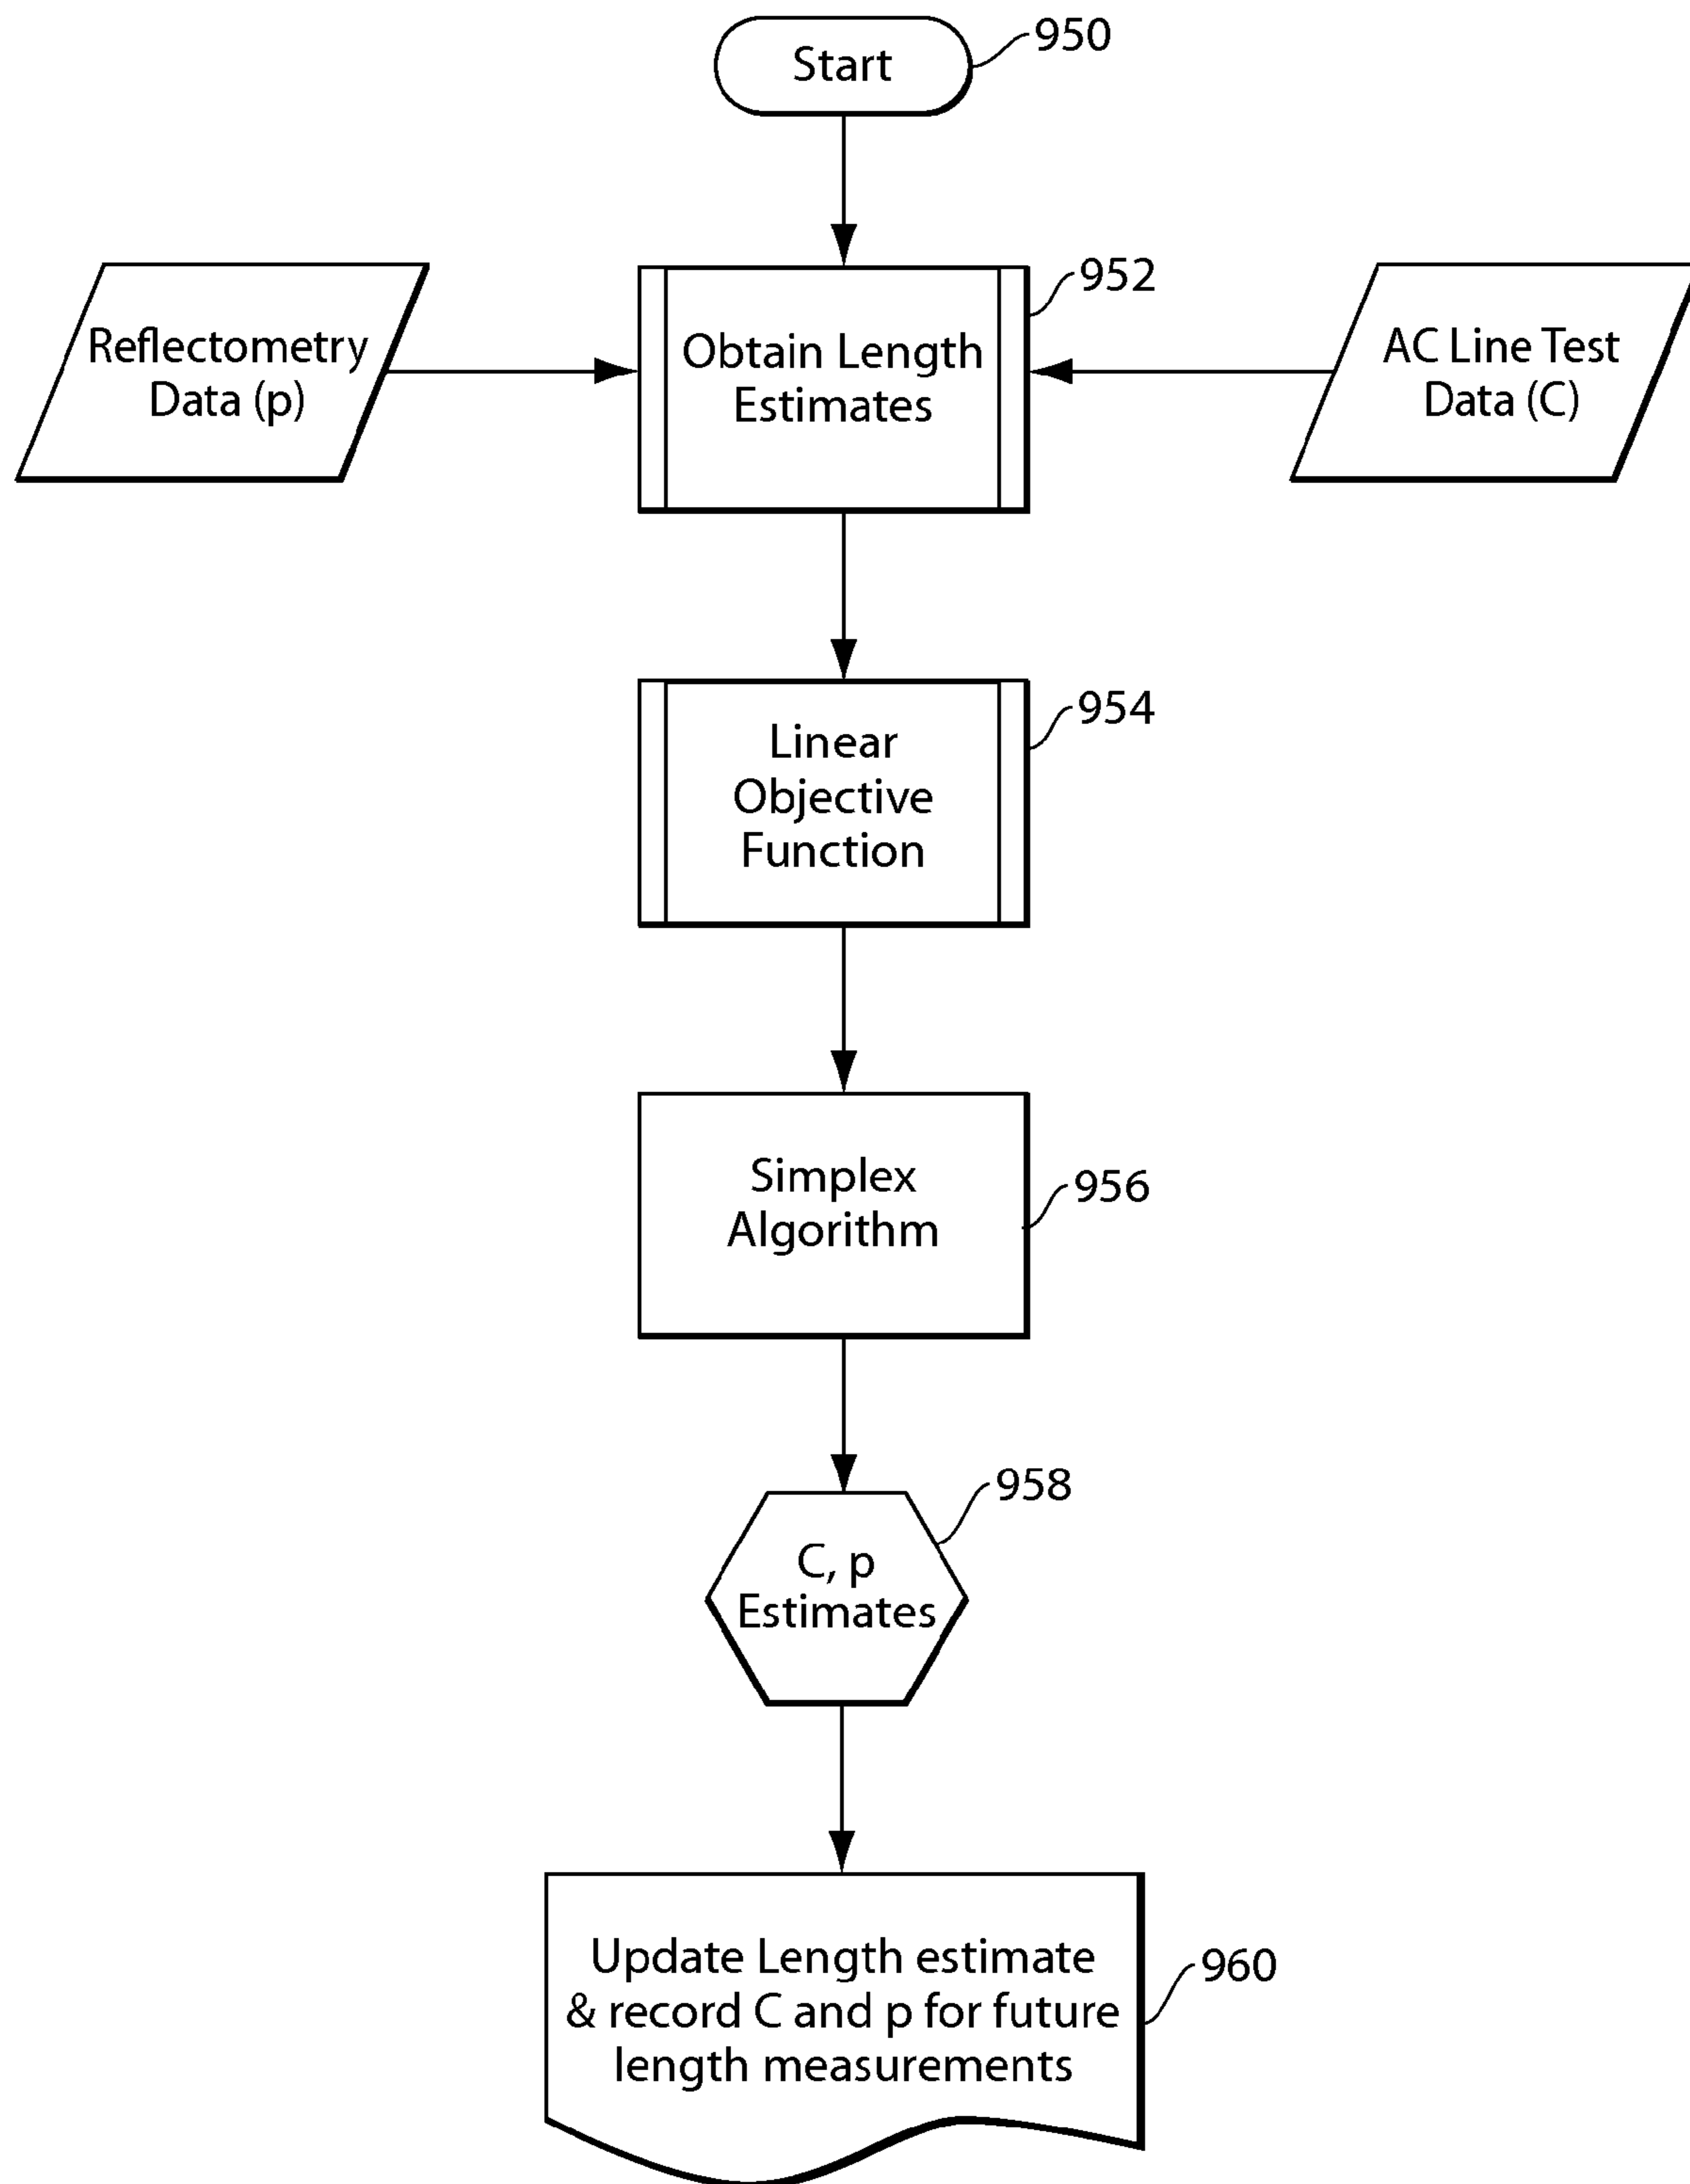 Start
950
Reflectometry
Data (p)
Obtain Length
Estimates
952
AC Line Test
Data (C)
Linear
Objective
Function
954
Simplex
Algorithm
956
C, p
Estimates
958
Update Length estimate
& record C and p for future
length measurements
960